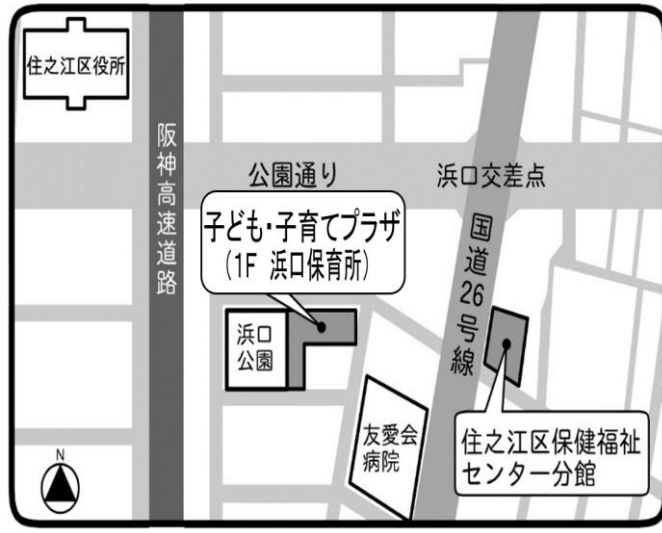 住之江区役所
阪神高速道路
公園通り
浜口交差点
子ども・子育てプラザ
(1F 浜口保育所)
国道26号線
浜口
公園
友愛会
病院
住之江区保健福祉
センター分館
N